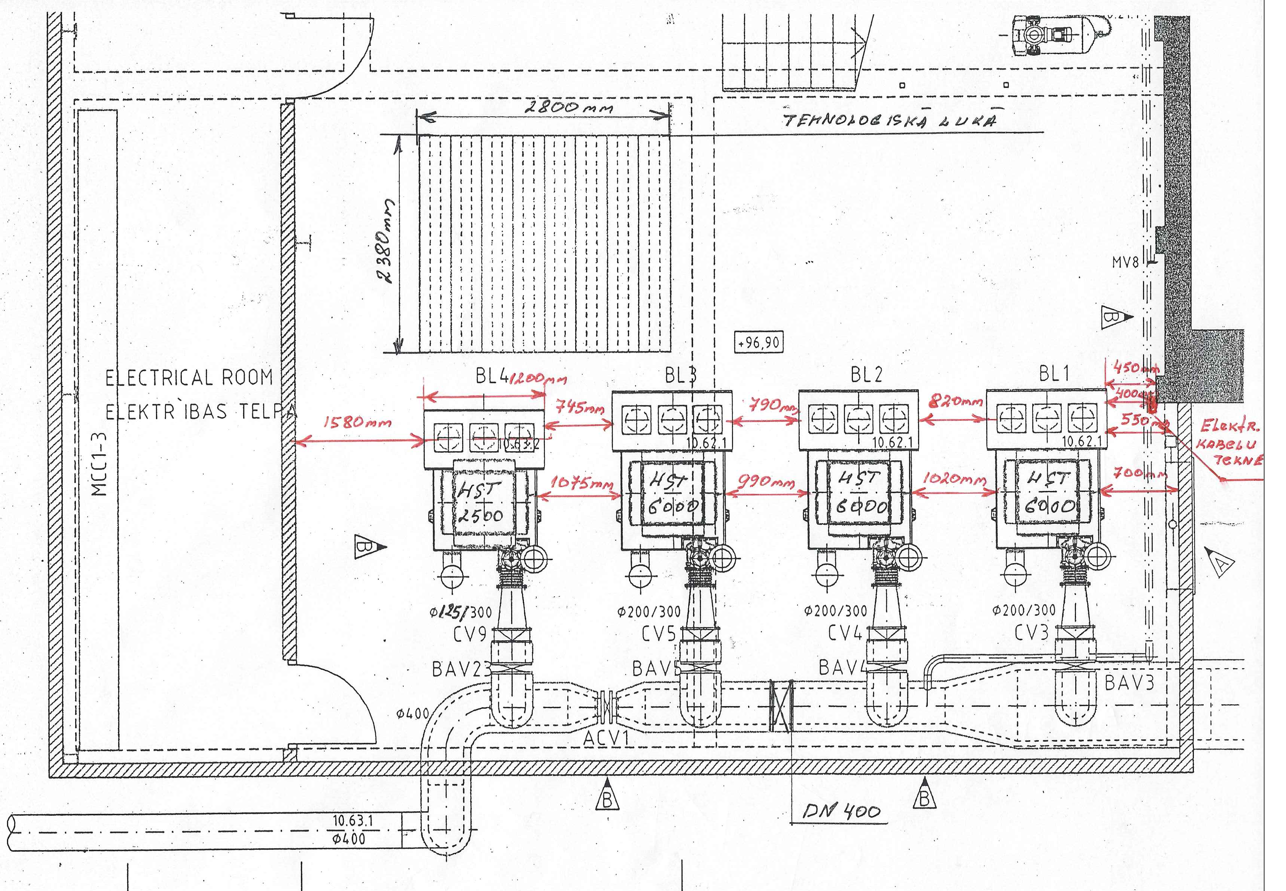 2800mm
TEHNOLOĢISKĀ LŪKA
2380mm
MV8
B
+96,90
ELECTRICAL ROOM
ELEKTR`IBAS TELPA
MCC1-3
BL4
1200mm
BL3
BL2
BL1
450mm
400mm
550mm
ELEKTR.
KABEĻU
TEKNE
1580mm
745mm
790mm
820mm
10.63.2
10.62.1
10.62.1
10.62.1
HST
2500
1075mm
HST
6000
990mm
HST
6000
1020mm
HST
6000
700mm
B
A
Φ125/300
Φ200/300
Φ200/300
Φ200/300
CV9
CV5
CV4
CV3
BAV23
BAV5
BAV4
BAV3
Φ400
ACV1
B
B
DN 400
10.63.1
Φ400